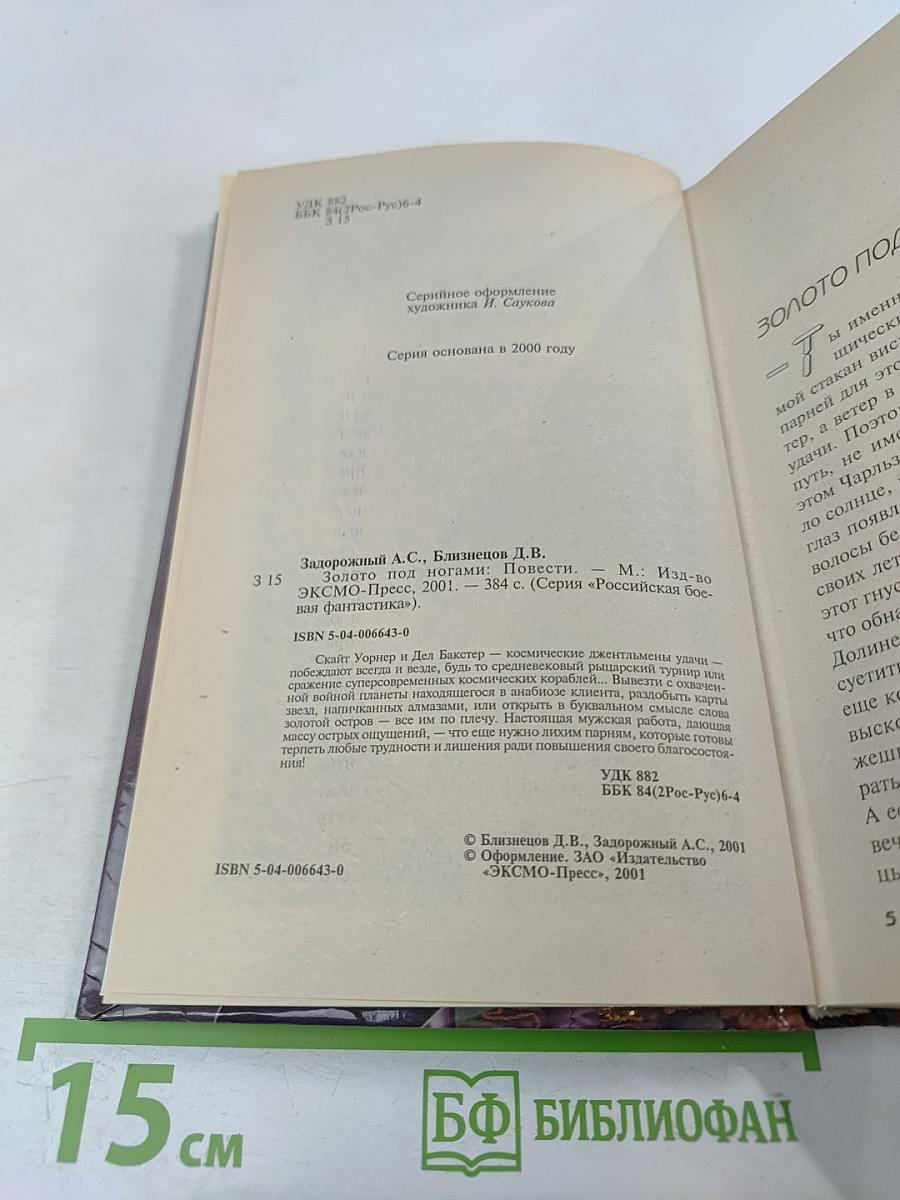 УДК 882
ББК 84(2Рос-Рус)6-4
З 15
Серийное оформление
художника И. Саукова
Серия основана в 2000 году
Задорожный А.С., Близнецов Д.В.
З 15 Золото под ногами: Повести. — М.: Изд-во
ЭКСМО-Пресс, 2001. — 384 с. (Серия «Российская бое-
вая фантастика»).
ISBN 5-04-006643-0
Скайт Уорнер и Дел Бакстер — космические джентльмены удачи —
побеждают всегда и везде, будь то средневековый рыцарский турнир или
сражение суперсовременных космических кораблей... Вывезти с охвачен-
ной войной планеты находящегося в анабиозе клиента, раздобыть карты
звезд, напичканных алмазами, или открыть в буквальном смысле слова
золотой остров — все им по плечу. Настоящая мужская работа, дающая
массу острых ощущений, — что еще нужно лихим парням, которые готовы
терпеть любые трудности и лишения ради повышения своего благосостоя-
ния!
УДК 882
ББК 84(2Рос-Рус)6-4
© Близнецов Д.В., Задорожный А.С., 2001
© Оформление. ЗАО «Издательство
«ЭКСМО-Пресс», 2001
ISBN 5-04-006643-0
ЗОЛОТО ПОД
– Ты именн
щически
мой стакан вис
парней для это
тер, а ветер в
удачи. Поэто
путь, не име
этом Чарльз
ло солнце,
глаз появл
волосы бе
своих лет
этот гнус
что обна
Долине
суетить
еще ко
выско
жешь
рать
А ес
веч
цы
5
15 см
БФ БИБЛИОФАН